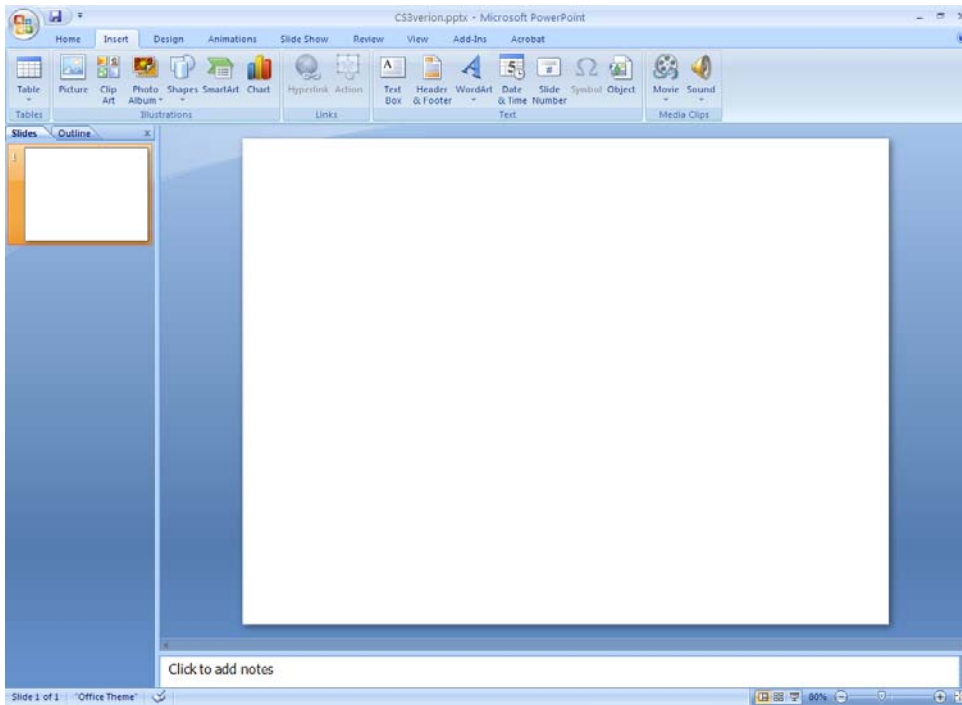 CS3verion.pptx - Microsoft PowerPoint
Home Insert Design Animations Slide Show Review View Add-Ins Acrobat
Table Picture Clip Art Photo Album Shapes SmartArt Chart Hyperlink Action Text Box Header & Footer WordArt Date & Time Slide Number Symbol Object Movie Sound
Tables Illustrations Links Text Media Clips
Slides Outline x
1
Click to add notes
Slide 1 of 1 "Office Theme" 80%